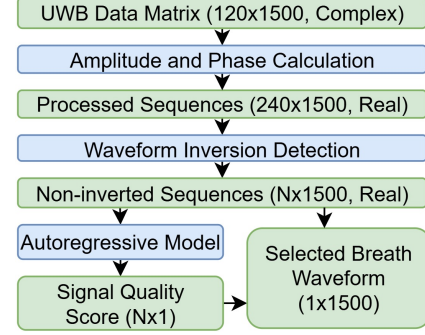 UWB Data Matrix (120x1500, Complex)
Amplitude and Phase Calculation
Processed Sequences (240x1500, Real)
Waveform Inversion Detection
Non-inverted Sequences (Nx1500, Real)
Autoregressive Model
Signal Quality
Score (Nx1)
Selected Breath
Waveform
(1x1500)